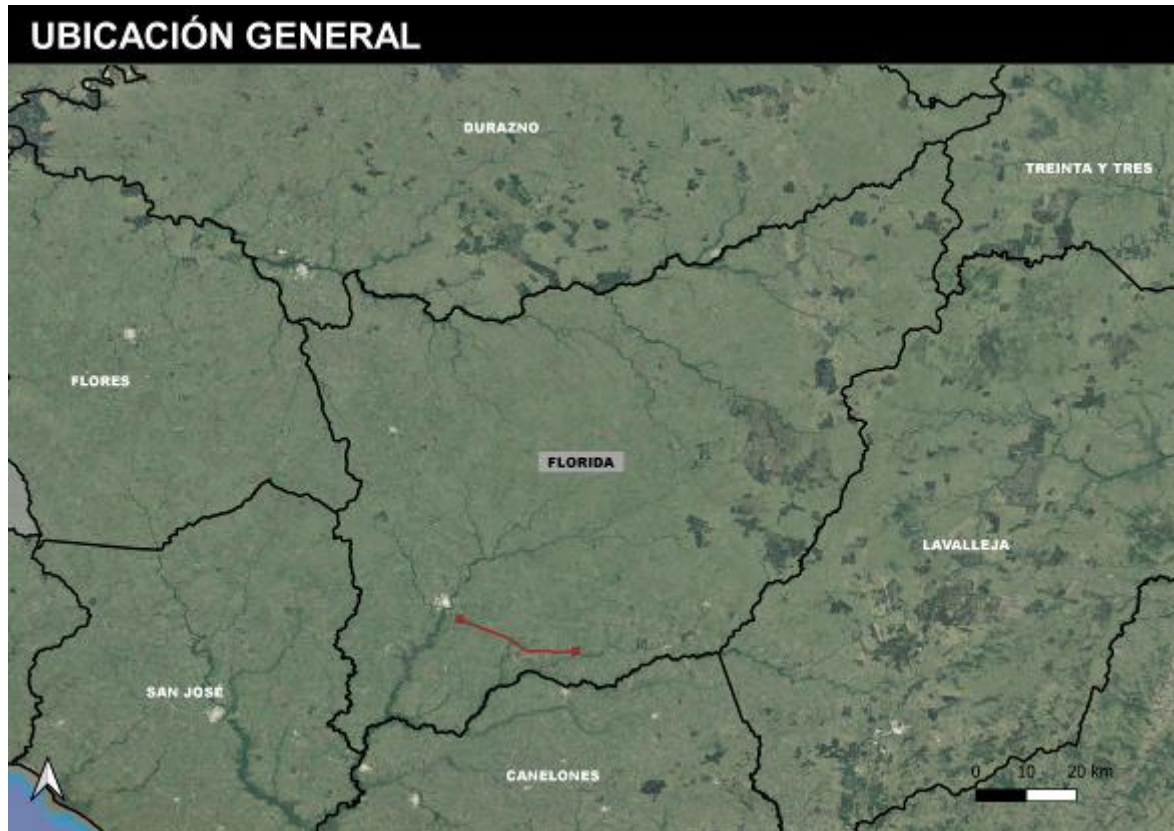 UBICACIÓN GENERAL
DURAZNO
TREINTA Y TRES
FLORES
FLORIDA
LAVALLEJA
SAN JOSÉ
CANELONES
0 10 20 km